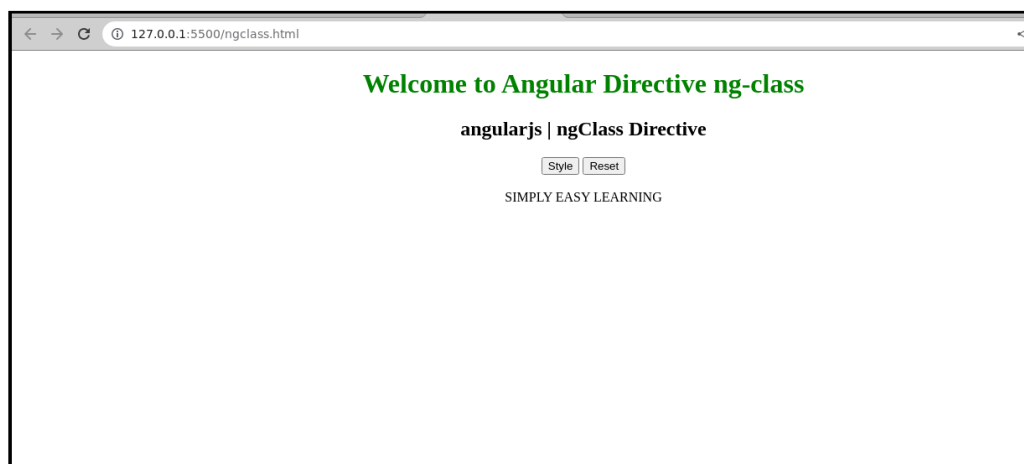 127.0.0.1:5500/ngclass.html
Welcome to Angular Directive ng-class
angularjs | ngClass Directive
Style Reset
SIMPLY EASY LEARNING